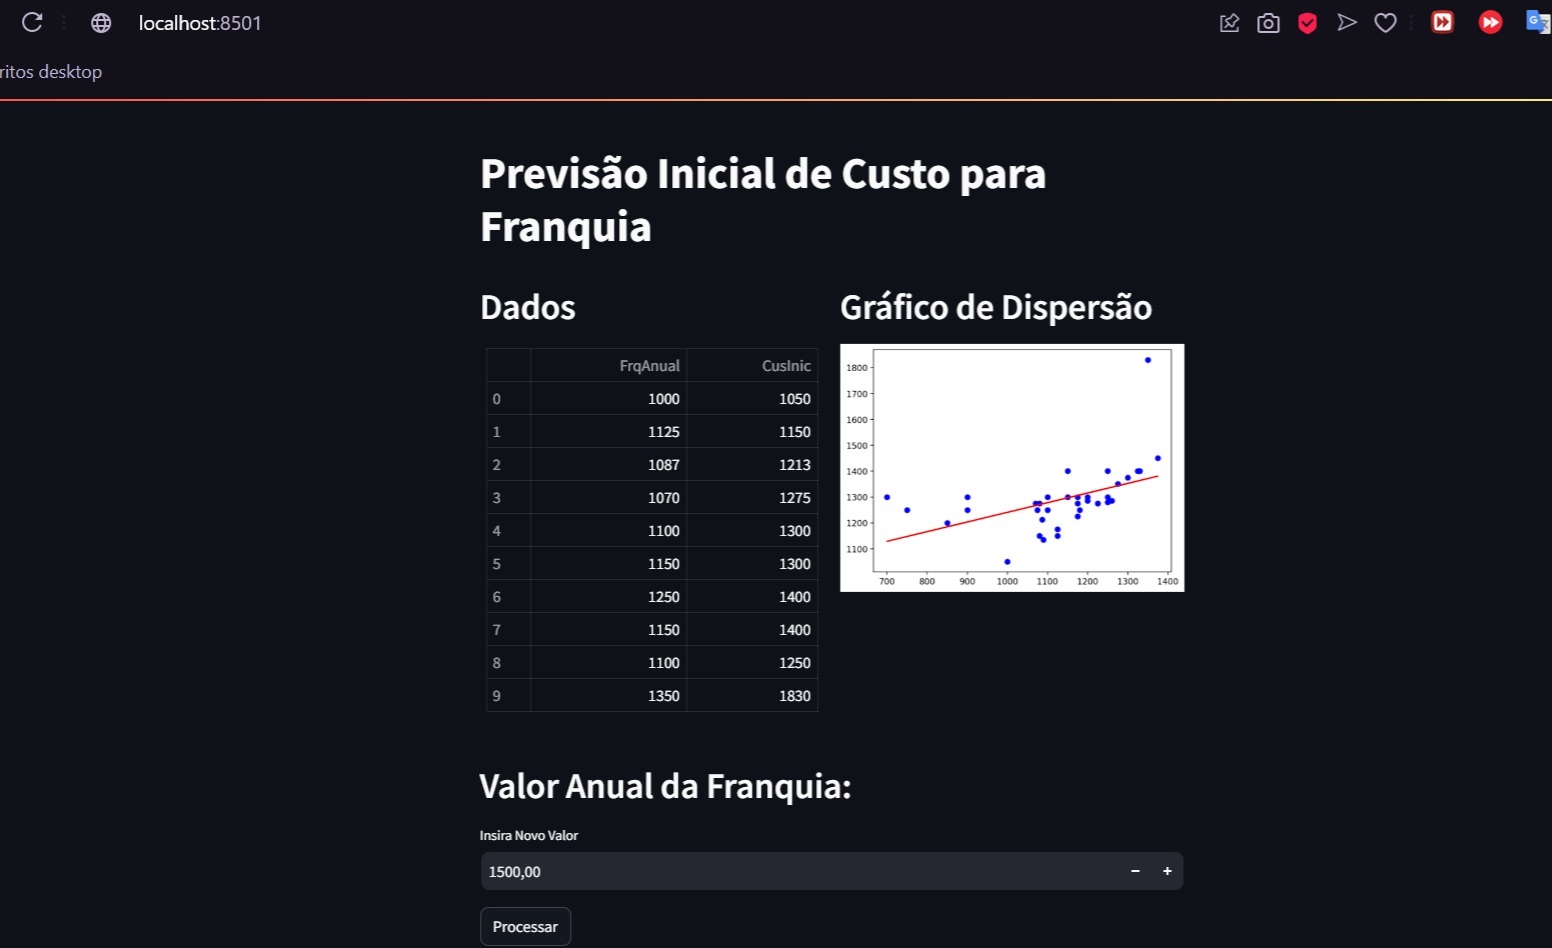 localhost:8501
ritos desktop
Previsão Inicial de Custo para
Franquia
Dados
FrqAnual CusInic
0 1000 1050
1 1125 1150
2 1087 1213
3 1070 1275
4 1100 1300
5 1150 1300
6 1250 1400
7 1150 1400
8 1100 1250
9 1350 1830
Gráfico de Dispersão
1800
1700
1600
1500
1400
1300
1200
1100
700 800 900 1000 1100 1200 1300 1400
Valor Anual da Franquia:
Insira Novo Valor
1500,00 − +
Processar